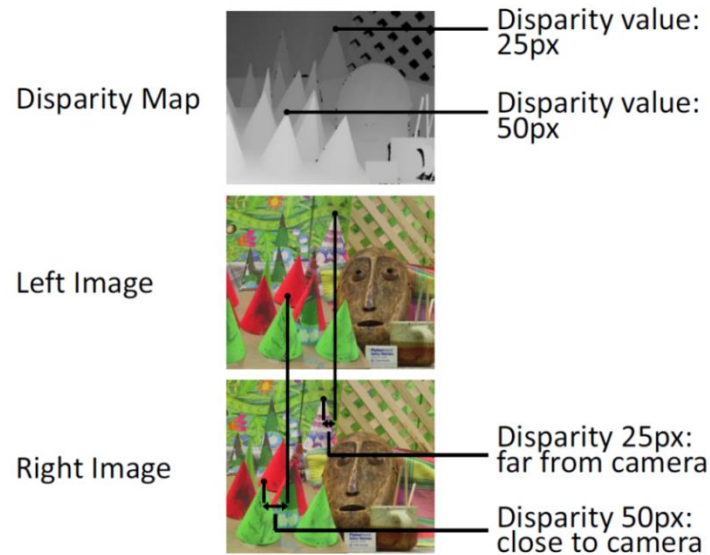 Disparity Map
Disparity value:
25px
Disparity value:
50px
Left Image
Right Image
Disparity 25px:
far from camera
Disparity 50px:
close to camera